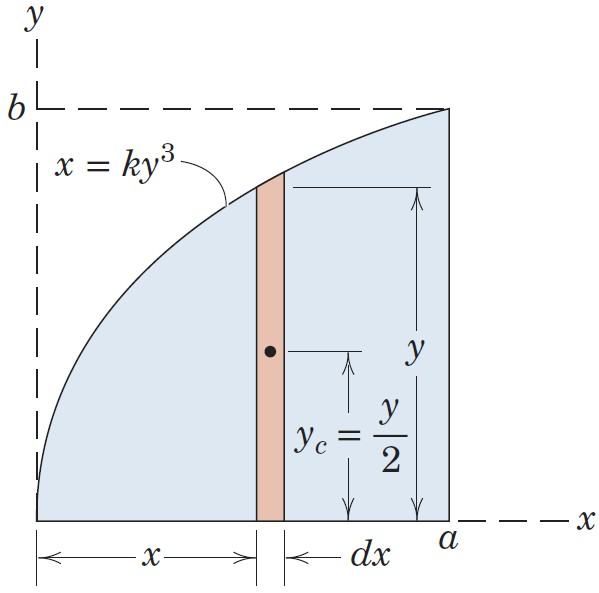 y
b
x = ky³
y
y_c = y/2
x
a
x
dx